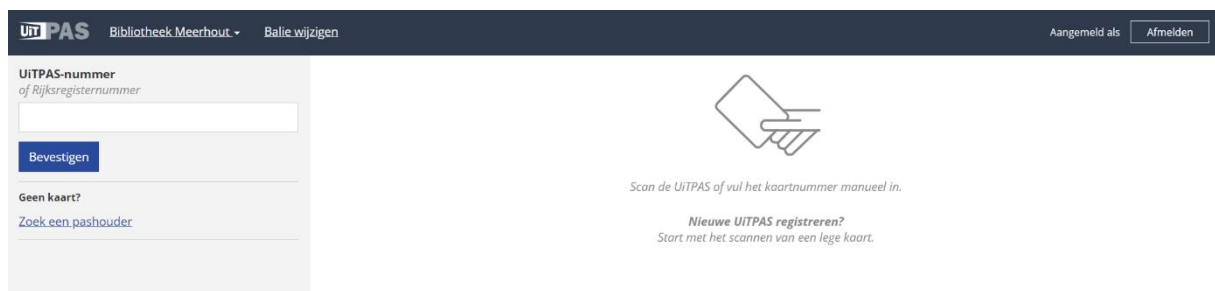 UiTPAS Bibliotheek Meerhout Balie wijzigen Aangemeld als Afmelden
UiTPAS-nummer
of Rijksregisternummer
Bevestigen
Geen kaart?
Zoek een pashouder
Scan de UiTPAS of vul het kaartnummer manueel in.
Nieuwe UiTPAS registreren?
Start met het scannen van een lege kaart.